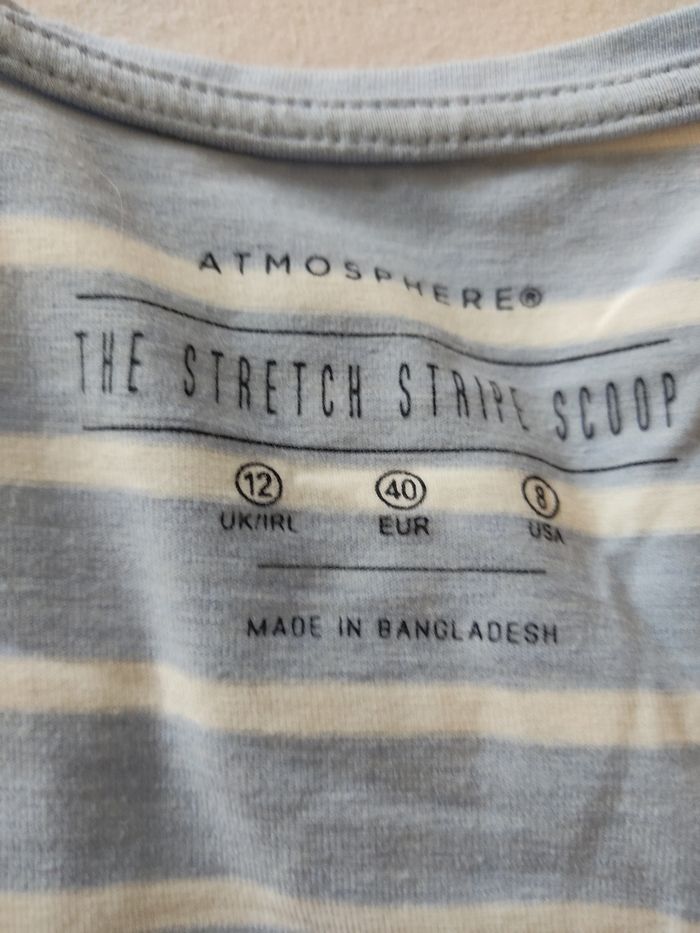 ATMOSPHERE®
THE STRETCH STRIPE SCOOP
12 40 8
UK/IRL EUR USA
MADE IN BANGLADESH